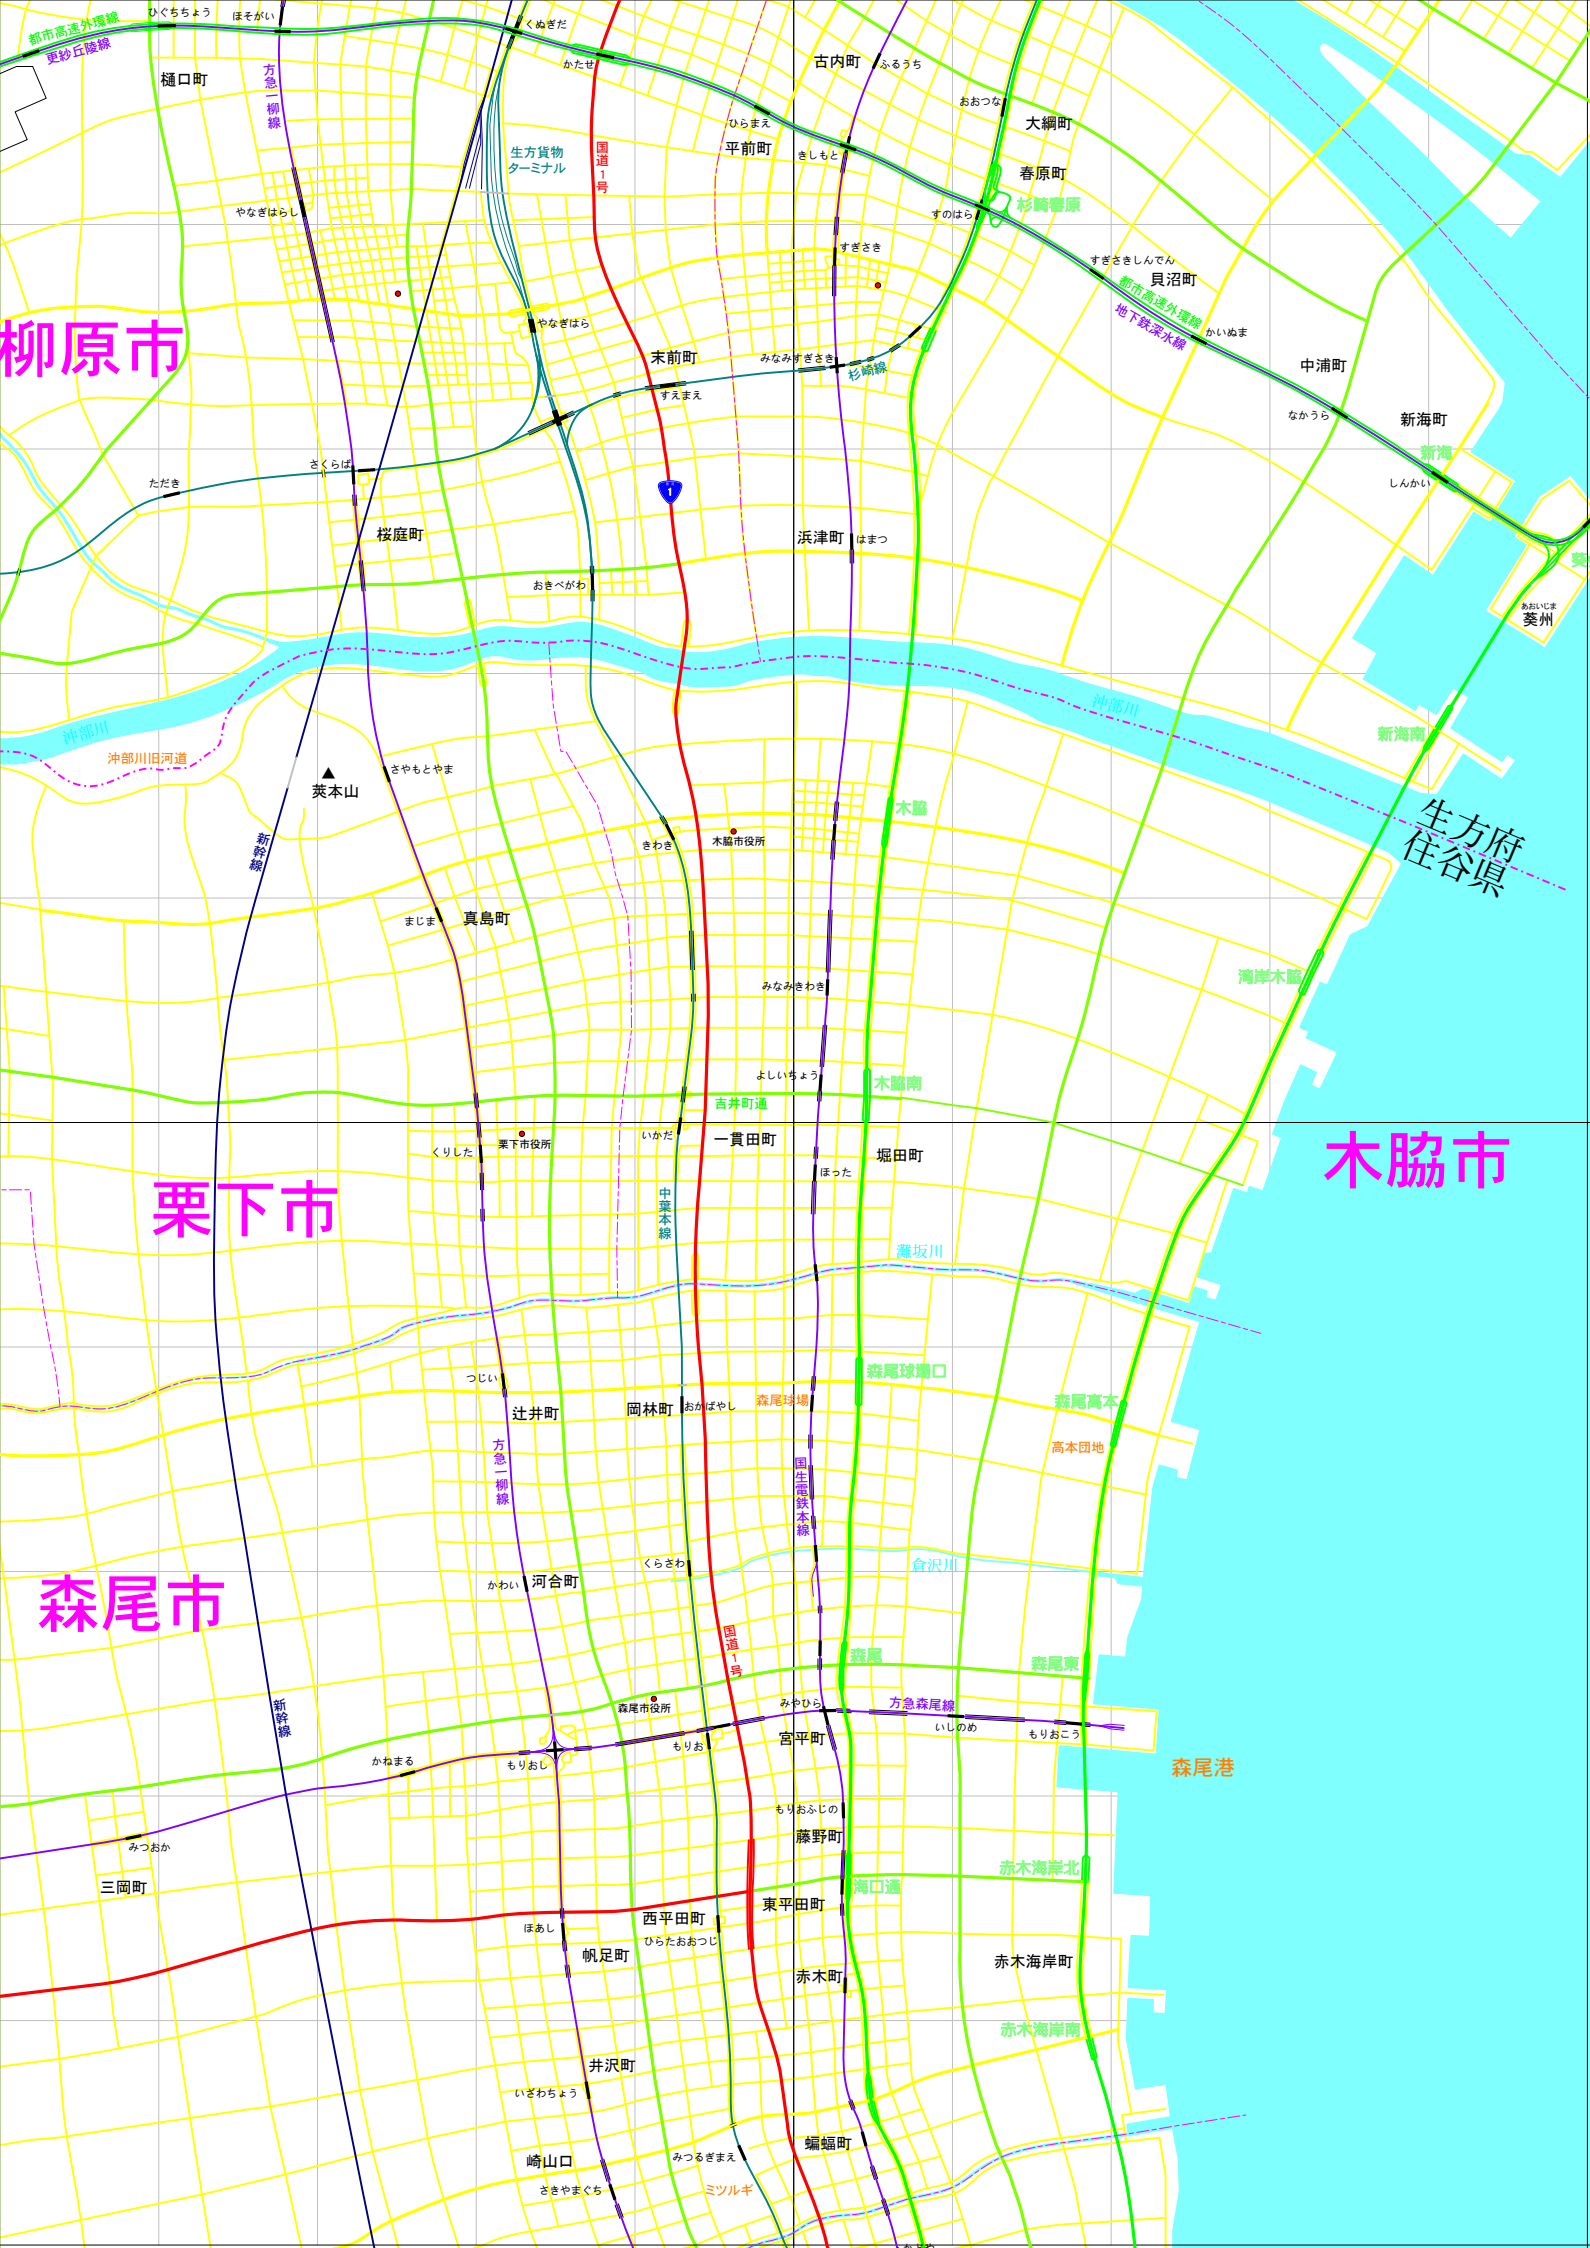 ひぐちちょう
ほそがい
くぬぎだ
都市高速外環線
更紗丘陵線
樋口町
方急一柳線
かたせ
古内町
ふるうち
おおつな
大綱町
ひらまえ
平前町
きしもと
生方貨物
ターミナル
国道1号
春原町
杉崎春原
すのはら
やなぎはらし
すぎさき
すぎさきしんでん
貝沼町
都市高速外環線
地下鉄深水線
かいぬま
柳原市
やなぎはら
末前町
みなみすぎさき
杉崎線
すえまえ
中浦町
なかうら
新海町
新海
しんかい
さくらば
ただき
1
桜庭町
浜津町
はまつ
おきべがわ
葵
あおいじま
葵州
沖部川
沖部川
新海南
沖部川旧河道
さやもとやま
莢本山
生方府
住谷県
木脇
新幹線
きわき
木脇市役所
まじま
真島町
湾岸木脇
みなみきわき
よしいちょう
木脇南
吉井町通
いかだ
一貫田町
栗下市役所
くりした
堀田町
ほった
木脇市
栗下市
中葉本線
灘坂川
つじい
辻井町
岡林町
おかばやし
森尾球場
森尾球場口
森尾高本
高本団地
方急一柳線
国生電鉄本線
くらさわ
倉沢川
かわい
河合町
森尾市
国道1号
森尾
森尾東
森尾市役所
みやひら
方急森尾線
いしのめ
もりおこう
新幹線
宮平町
もりお
もりおし
かねまる
森尾港
もりおふじの
藤野町
みつおか
三岡町
赤木海岸北
海口通
東平田町
西平田町
ほあし
ひらたおおつじ
帆足町
赤木町
赤木海岸町
赤木海岸南
井沢町
いざわちょう
蝙蝠町
崎山口
みつるぎまえ
さきやまぐち
ミツルギ